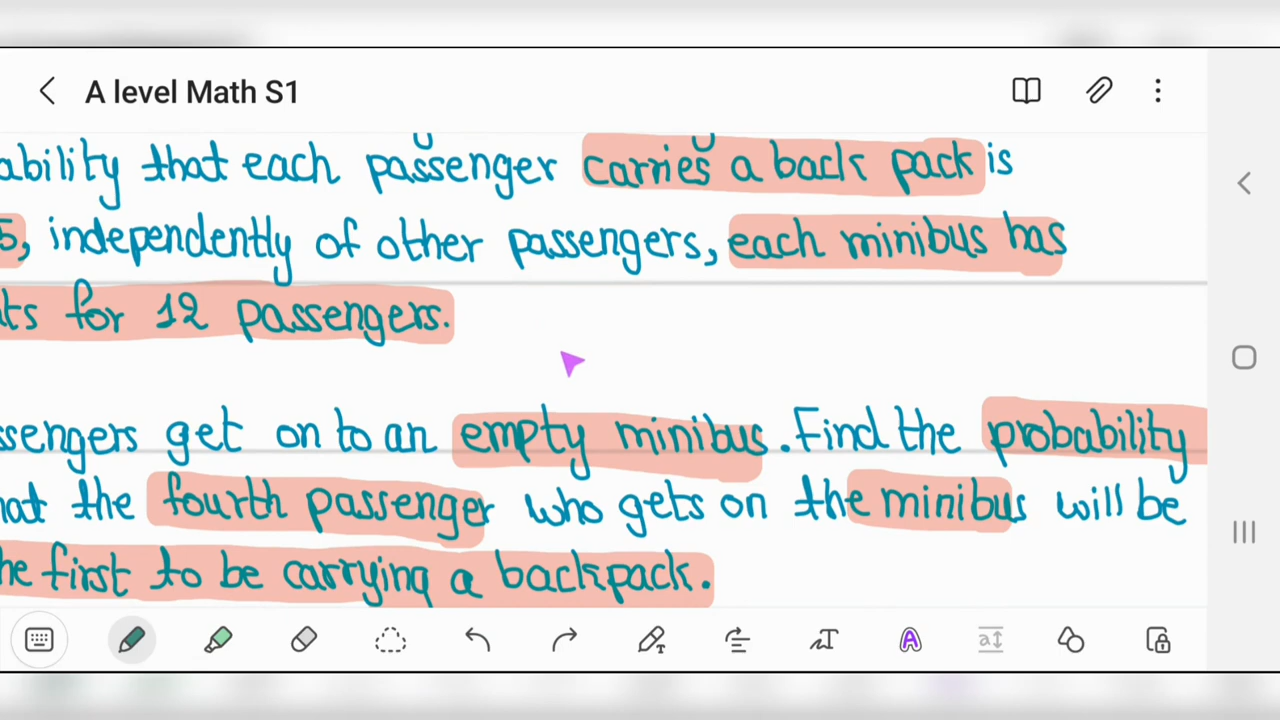 A level Math S1
ability that each passenger carries a back pack is
5, independently of other passengers, each minibus has
ts for 12 passengers.
ssengers get on to an empty minibus. Find the probability
hat the fourth passenger who gets on the minibus will be
he first to be carrying a backpack.